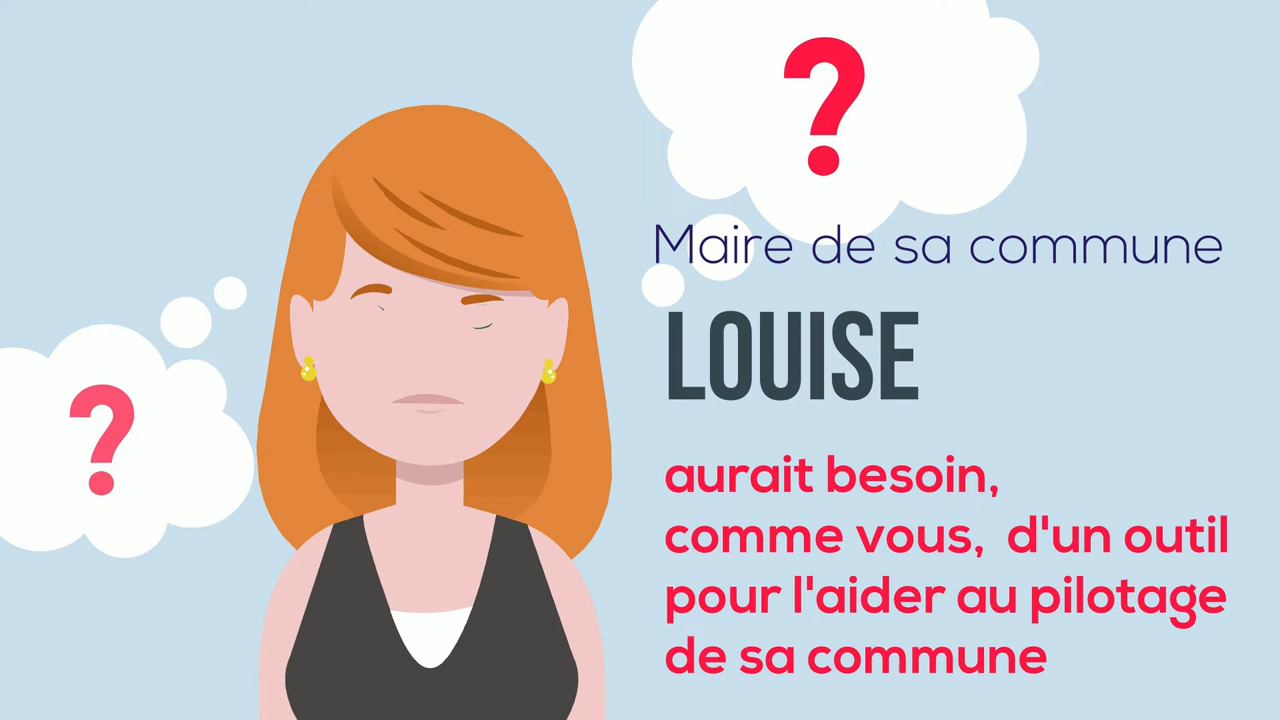 ?
Maire de sa commune
LOUISE
?
aurait besoin,
comme vous, d'un outil
pour l'aider au pilotage
de sa commune